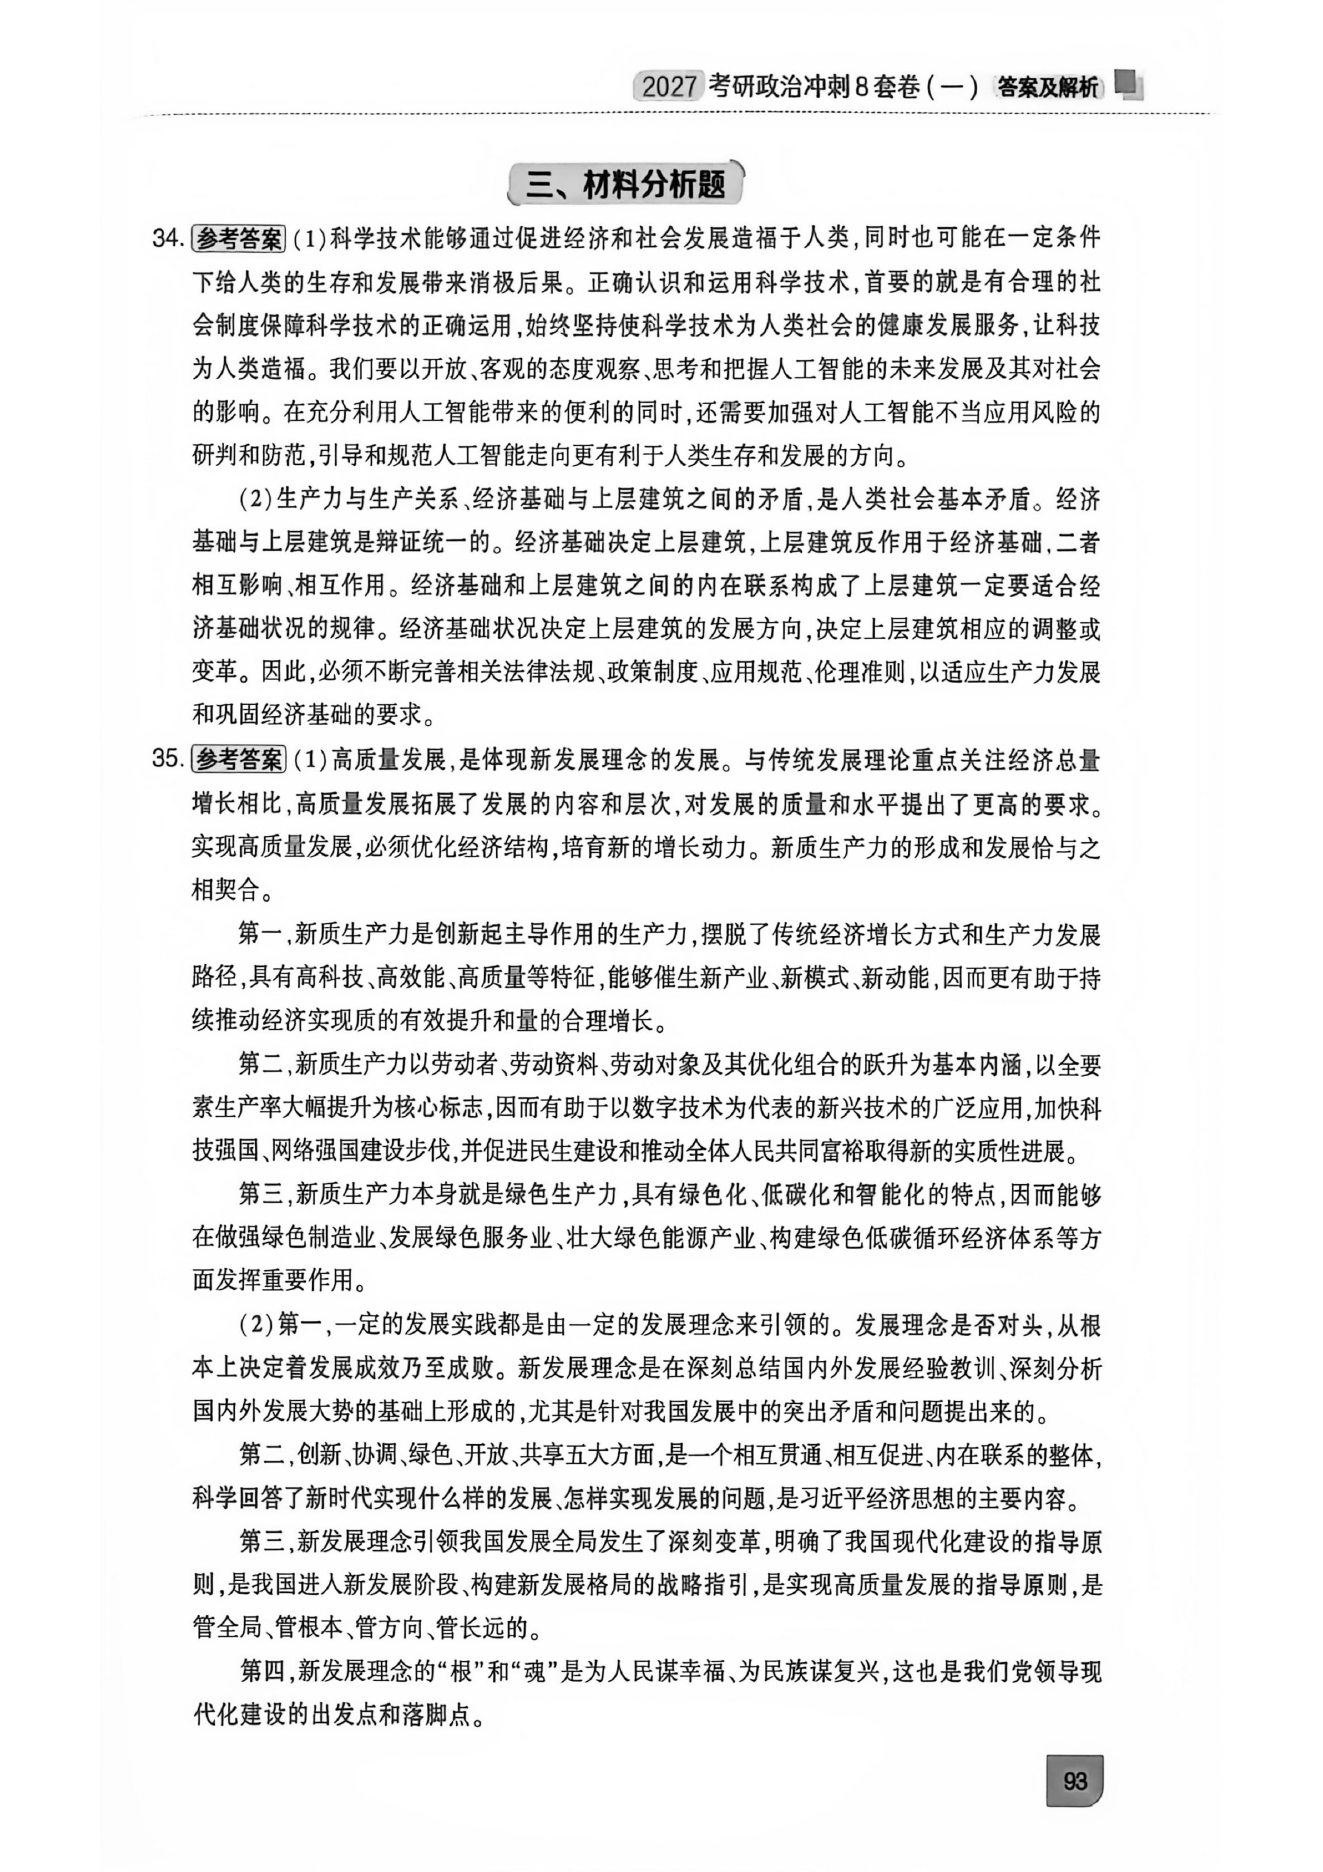 2027 考研政治冲刺8套卷(一) 答案及解析
三、材料分析题
34. 参考答案 (1)科学技术能够通过促进经济和社会发展造福于人类,同时也可能在一定条件
下给人类的生存和发展带来消极后果。正确认识和运用科学技术,首要的就是有合理的社
会制度保障科学技术的正确运用,始终坚持使科学技术为人类社会的健康发展服务,让科技
为人类造福。我们要以开放、客观的态度观察、思考和把握人工智能的未来发展及其对社会
的影响。在充分利用人工智能带来的便利的同时,还需要加强对人工智能不当应用风险的
研判和防范,引导和规范人工智能走向更有利于人类生存和发展的方向。
(2)生产力与生产关系、经济基础与上层建筑之间的矛盾,是人类社会基本矛盾。经济
基础与上层建筑是辩证统一的。经济基础决定上层建筑,上层建筑反作用于经济基础,二者
相互影响、相互作用。经济基础和上层建筑之间的内在联系构成了上层建筑一定要适合经
济基础状况的规律。经济基础状况决定上层建筑的发展方向,决定上层建筑相应的调整或
变革。因此,必须不断完善相关法律法规、政策制度、应用规范、伦理准则,以适应生产力发展
和巩固经济基础的要求。
35. 参考答案 (1)高质量发展,是体现新发展理念的发展。与传统发展理论重点关注经济总量
增长相比,高质量发展拓展了发展的内容和层次,对发展的质量和水平提出了更高的要求。
实现高质量发展,必须优化经济结构,培育新的增长动力。新质生产力的形成和发展恰与之
相契合。
第一,新质生产力是创新起主导作用的生产力,摆脱了传统经济增长方式和生产力发展
路径,具有高科技、高效能、高质量等特征,能够催生新产业、新模式、新动能,因而更有助于持
续推动经济实现质的有效提升和量的合理增长。
第二,新质生产力以劳动者、劳动资料、劳动对象及其优化组合的跃升为基本内涵,以全要
素生产率大幅提升为核心标志,因而有助于以数字技术为代表的新兴技术的广泛应用,加快科
技强国、网络强国建设步伐,并促进民生建设和推动全体人民共同富裕取得新的实质性进展。
第三,新质生产力本身就是绿色生产力,具有绿色化、低碳化和智能化的特点,因而能够
在做强绿色制造业、发展绿色服务业、壮大绿色能源产业、构建绿色低碳循环经济体系等方
面发挥重要作用。
(2)第一,一定的发展实践都是由一定的发展理念来引领的。发展理念是否对头,从根
本上决定着发展成效乃至成败。新发展理念是在深刻总结国内外发展经验教训、深刻分析
国内外发展大势的基础上形成的,尤其是针对我国发展中的突出矛盾和问题提出来的。
第二,创新、协调、绿色、开放、共享五大方面,是一个相互贯通、相互促进、内在联系的整体,
科学回答了新时代实现什么样的发展、怎样实现发展的问题,是习近平经济思想的主要内容。
第三,新发展理念引领我国发展全局发生了深刻变革,明确了我国现代化建设的指导原
则,是我国进入新发展阶段、构建新发展格局的战略指引,是实现高质量发展的指导原则,是
管全局、管根本、管方向、管长远的。
第四,新发展理念的“根”和“魂”是为人民谋幸福、为民族谋复兴,这也是我们党领导现
代化建设的出发点和落脚点。
93